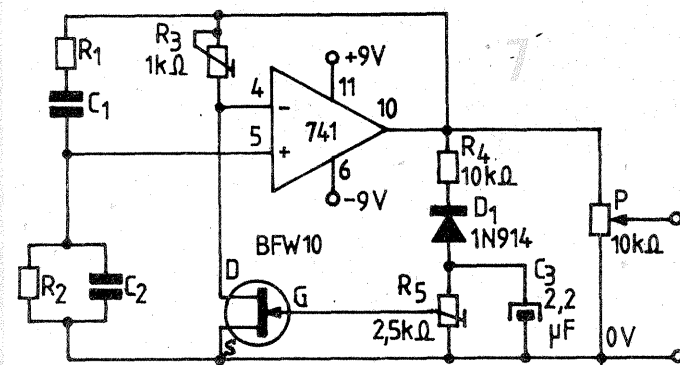 R1
C1
R3
1kΩ
+9V
11
4
−
741
10
5
+
6
-9V
R4
10kΩ
D1
1N914
P
10kΩ
R2
C2
BFW10
D
G
S
R5
2,5kΩ
C3
2,2
µF
0V
7